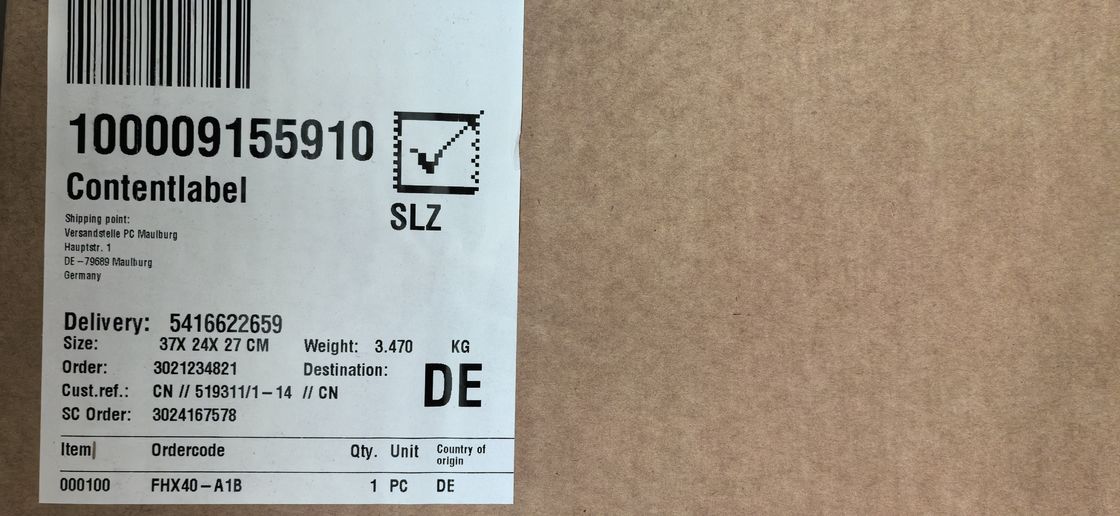 100009155910
Contentlabel
SLZ
Shipping point:
Versandstelle PC Maulburg
Hauptstr. 1
DE-79689 Maulburg
Germany
Delivery: 5416622659
Size: 37X 24X 27 CM Weight: 3.470 KG
Order: 3021234821 Destination: DE
Cust.ref.: CN // 519311/1-14 // CN
SC Order: 3024167578
Item Ordercode Qty. Unit Country of origin
000100 FHX40-A1B 1 PC DE